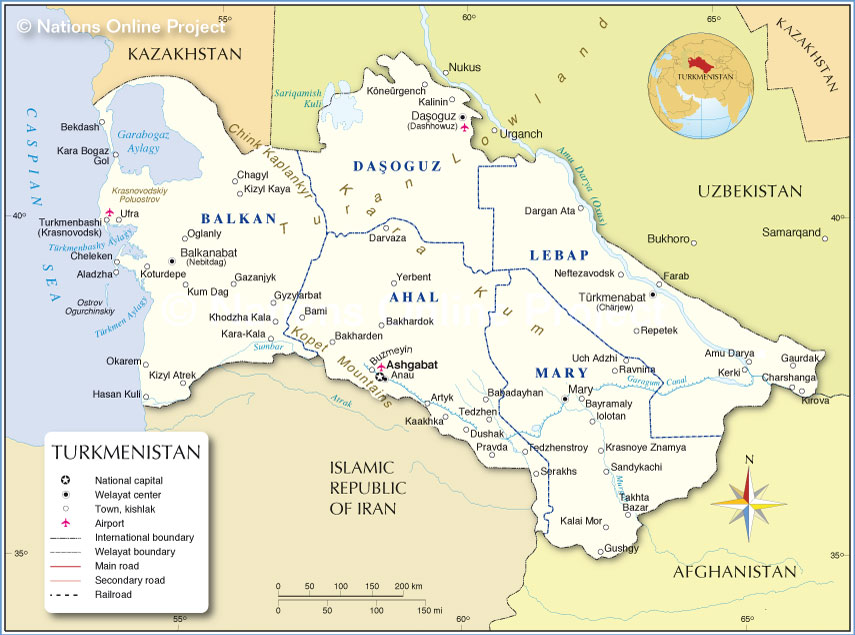 © Nations Online Project
55°
60°
65°
KAZAKHSTAN
KAZAKHSTAN
TURKMENISTAN
Nukus
Köneürgench
Kalinin
Daşoguz
(Dashhowuz)
Urganch
Sariqamish
Kuli
Kara Kum Lowland
Turan
CASPIAN SEA
Bekdash
Garabogaz
Aylagy
Kara Bogaz
Gol
Chink Kaplankyr
DAŞOGUZ
Amu Darya (Oxus)
UZBEKISTAN
Chagyl
Kizyl Kaya
Krasnovodskiy
Poluostrov
40°
40°
Ufra
Turkmenbashi
(Krasnovodsk)
BALKAN
Dargan Ata
Samarqand
Bukhoro
Türkmenbashy Aylagy
Oglanly
Darvaza
LEBAP
Cheleken
Balkanabat
(Nebitdag)
Aladzha
Koturdepe
Gazanjyk
Yerbent
Neftezavodsk
Farab
Kum Dag
Gyzylarbat
AHAL
Türkmenabat
(Charjew)
Ostrov
Ogurchinskiy
Türkmen Aylagy
Khodzha Kala
Bami
Bakhardok
Repetek
Kara-Kala
Bakharden
Sumbar
Kopet Mountains
Buzmeyin
Ashgabat
Anau
Okarem
Kizyl Atrek
Hasan Kuli
Atrak
MARY
Uch Adzhi
Ravnina
Amu Darya
Kerki
Gaurdak
Charshanga
Kirova
Garagum Canal
Mary
Bayramaly
Iolotan
Babadayhan
Artyk
Tedzhen
Kaakhka
Dushak
Pravda
Tedzhenstroy
Krasnoye Znamya
Serakhs
Sandykachi
Murg
Takhta
Bazar
Kalai Mor
Gushgy
ISLAMIC
REPUBLIC
OF IRAN
AFGHANISTAN
N
35°
35°
TURKMENISTAN
National capital
Welayat center
Town, kishlak
Airport
International boundary
Welayat boundary
Main road
Secondary road
Railroad
0 50 100 150 200 km
0 50 100 150 mi
55°
60°
65°